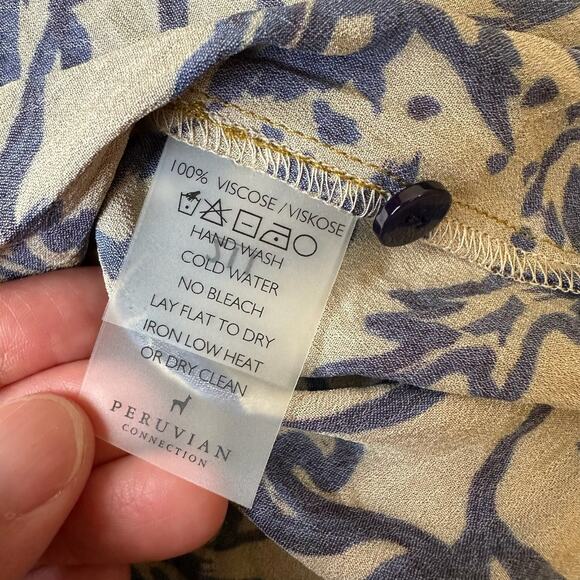 100% VISCOSE/VISKOSE
HAND WASH
COLD WATER
NO BLEACH
LAY FLAT TO DRY
IRON LOW HEAT
OR DRY CLEAN
PERUVIAN
CONNECTION